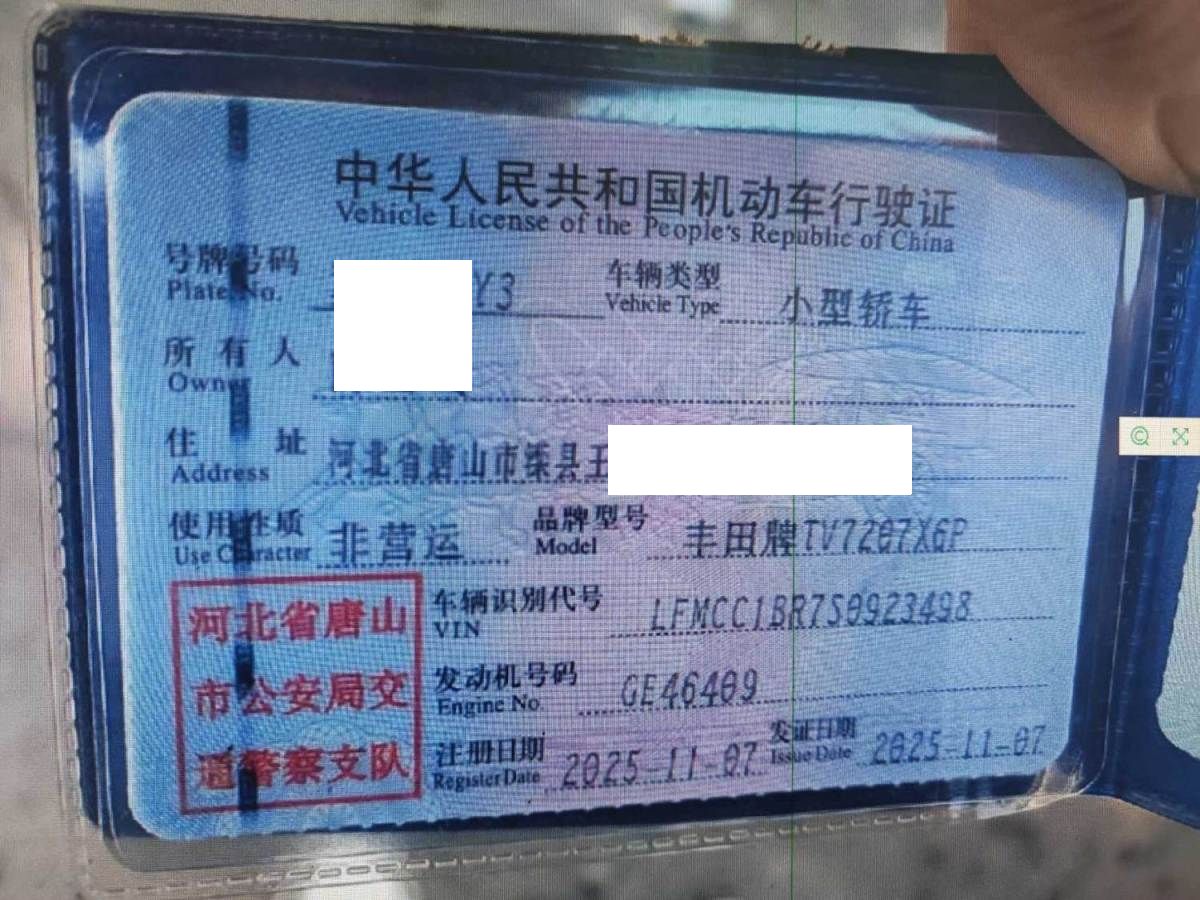 中华人民共和国机动车行驶证
Vehicle License of the People's Republic of China
号牌号码 Y3 车辆类型 小型轿车
Plate No. Vehicle Type
所有人
Owner
住址 河北省唐山市滦县王
Address
使用性质 非营运 品牌型号 丰田牌TV7207X6P
Use Character Model
河北省唐山
市公安局交
通警察支队
车辆识别代号 LFMCC1BR7S0923498
VIN
发动机号码 GE46409
Engine No.
注册日期 2025-11-07 发证日期 2025-11-07
Register Date Issue Date